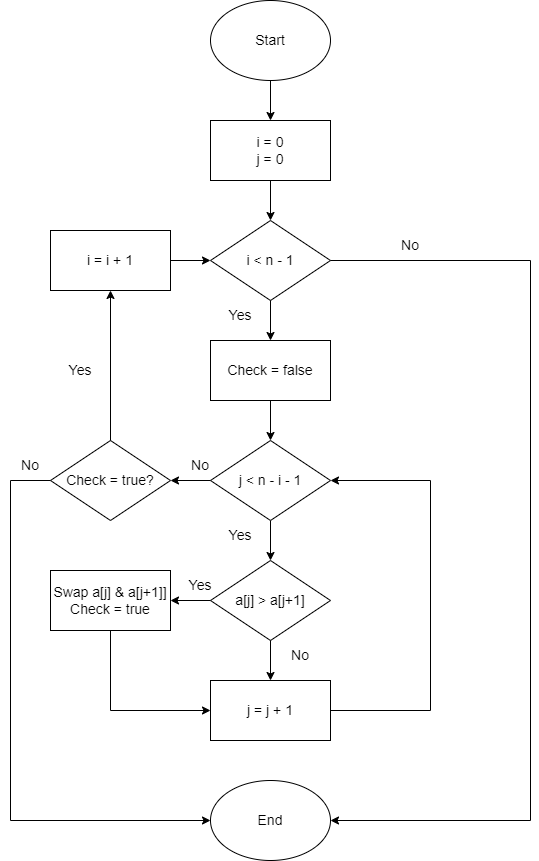 Start
i = 0
j = 0
i = i + 1
i < n - 1
No
Yes
Check = false
Yes
No
Check = true?
No
j < n - i - 1
Yes
Swap a[j] & a[j+1]]
Check = true
Yes
a[j] > a[j+1]
No
j = j + 1
End